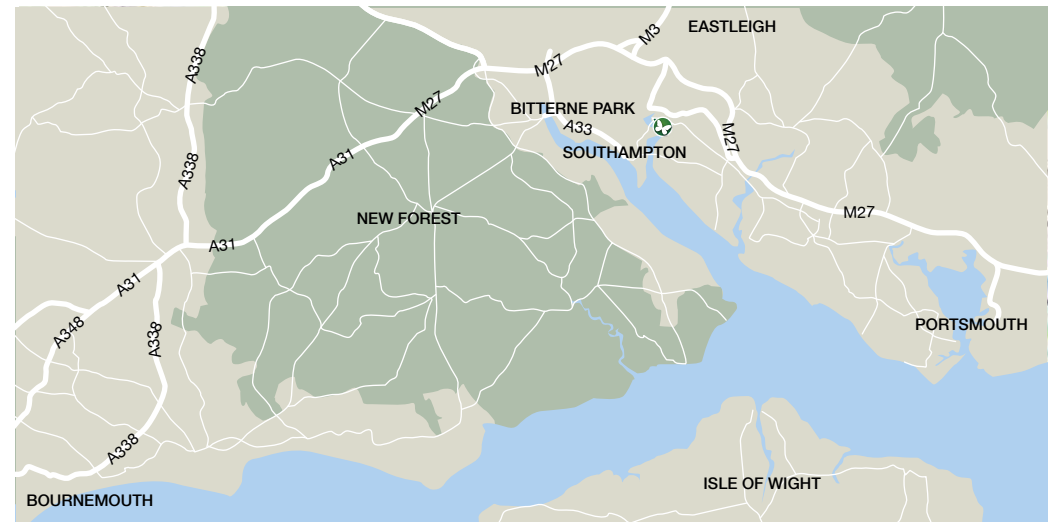 EASTLEIGH
M3
A338
M27
M27
BITTERNE PARK
A33
M27
SOUTHAMPTON
A31
A338
NEW FOREST
M27
A31
A31
A348
A338
PORTSMOUTH
A338
ISLE OF WIGHT
BOURNEMOUTH